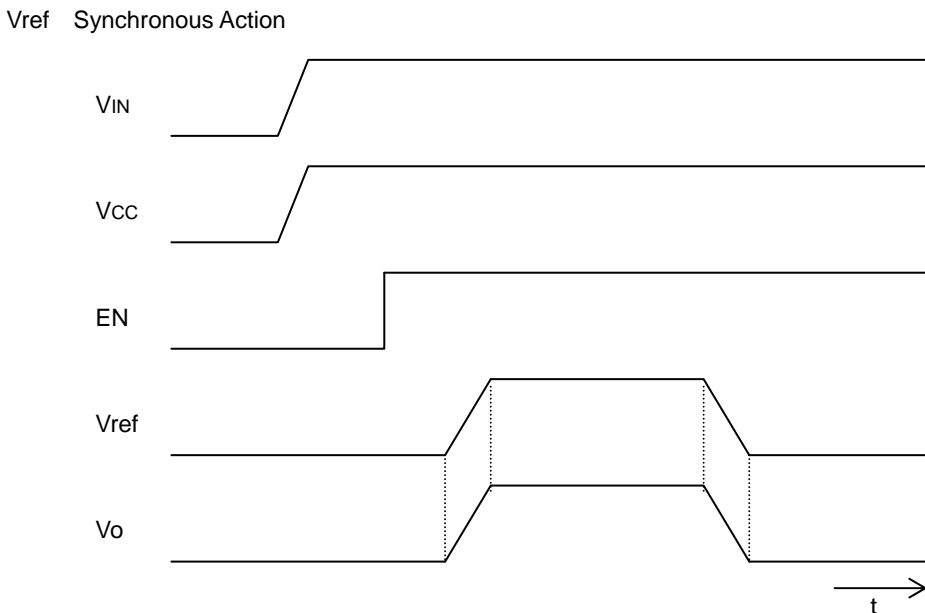 Vref Synchronous Action
VIN
VCC
EN
Vref
Vo
t